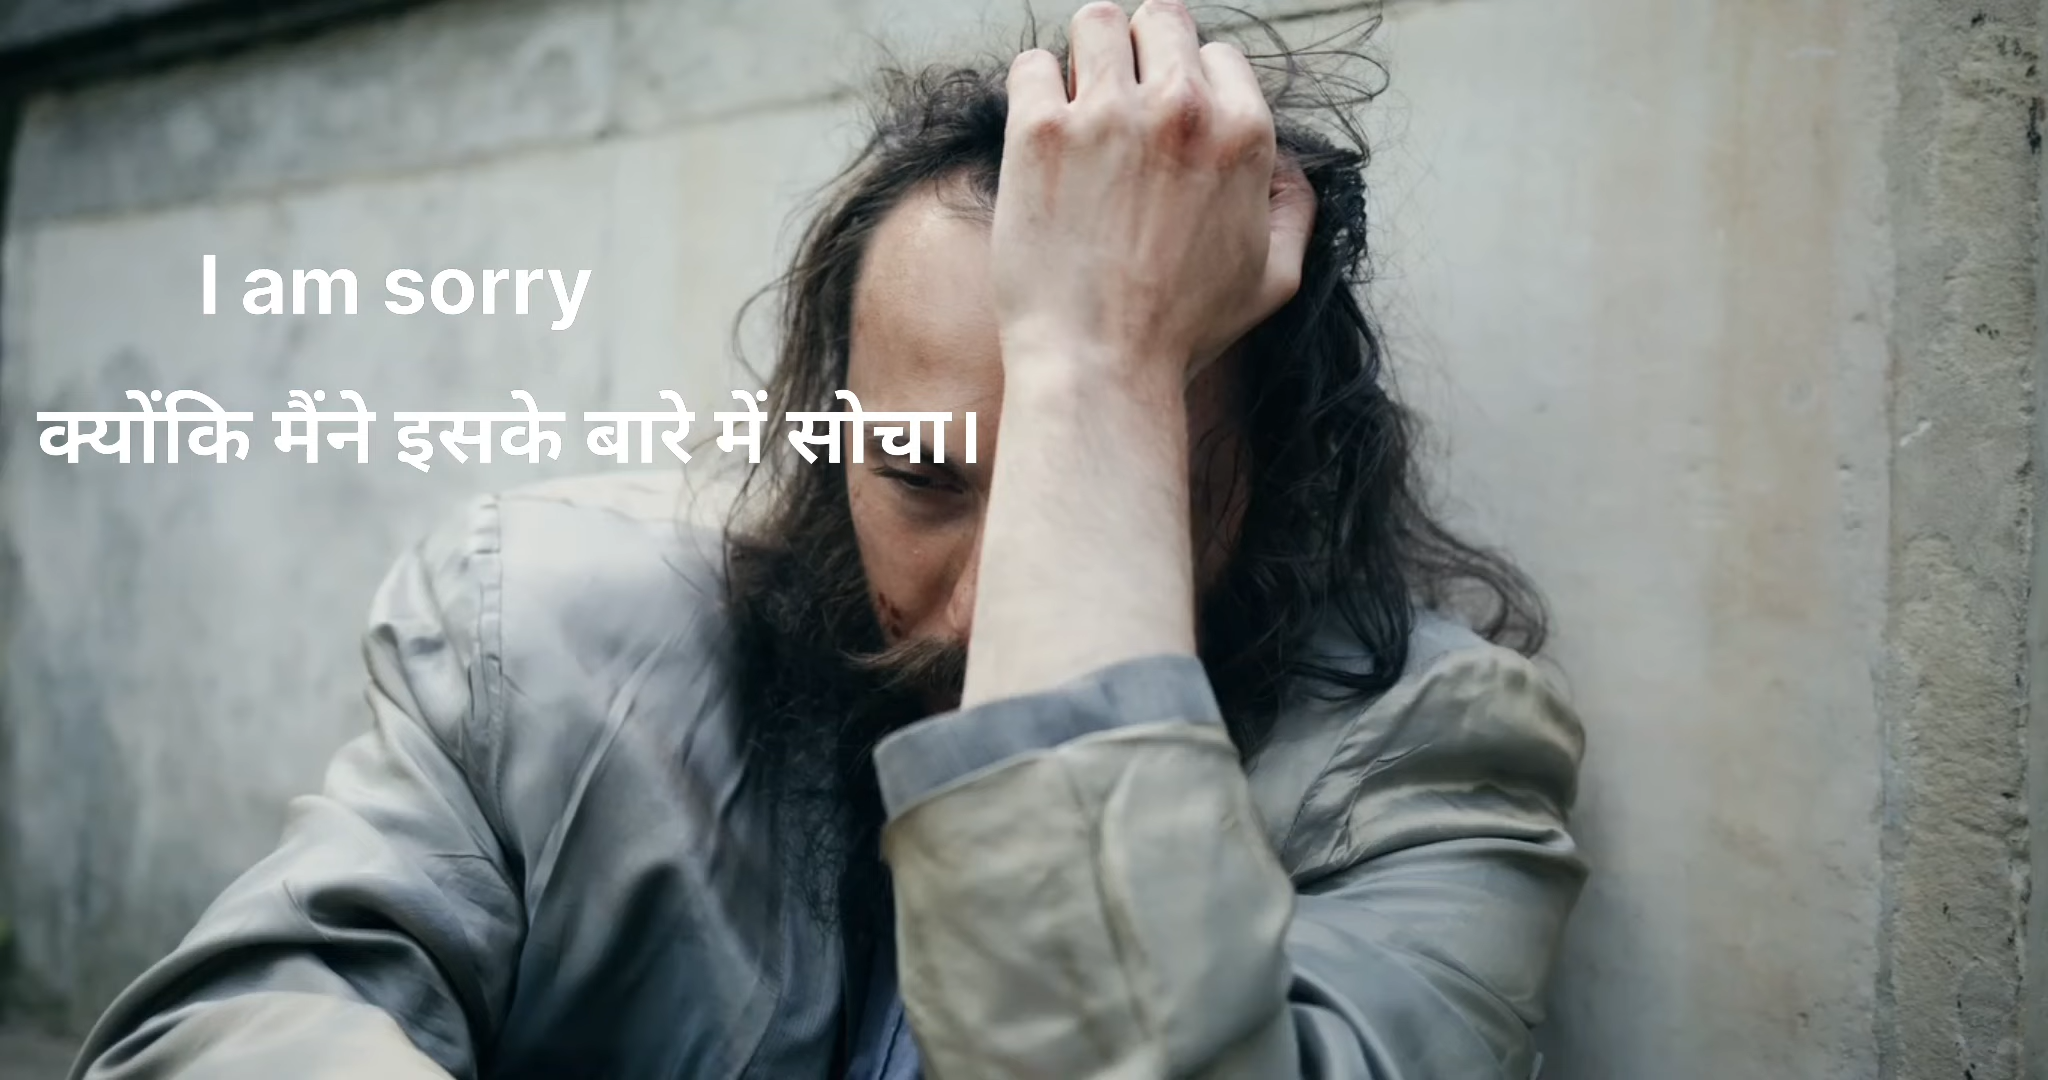 I am sorry
क्योंकि मैंने इसके बारे में सोचा।